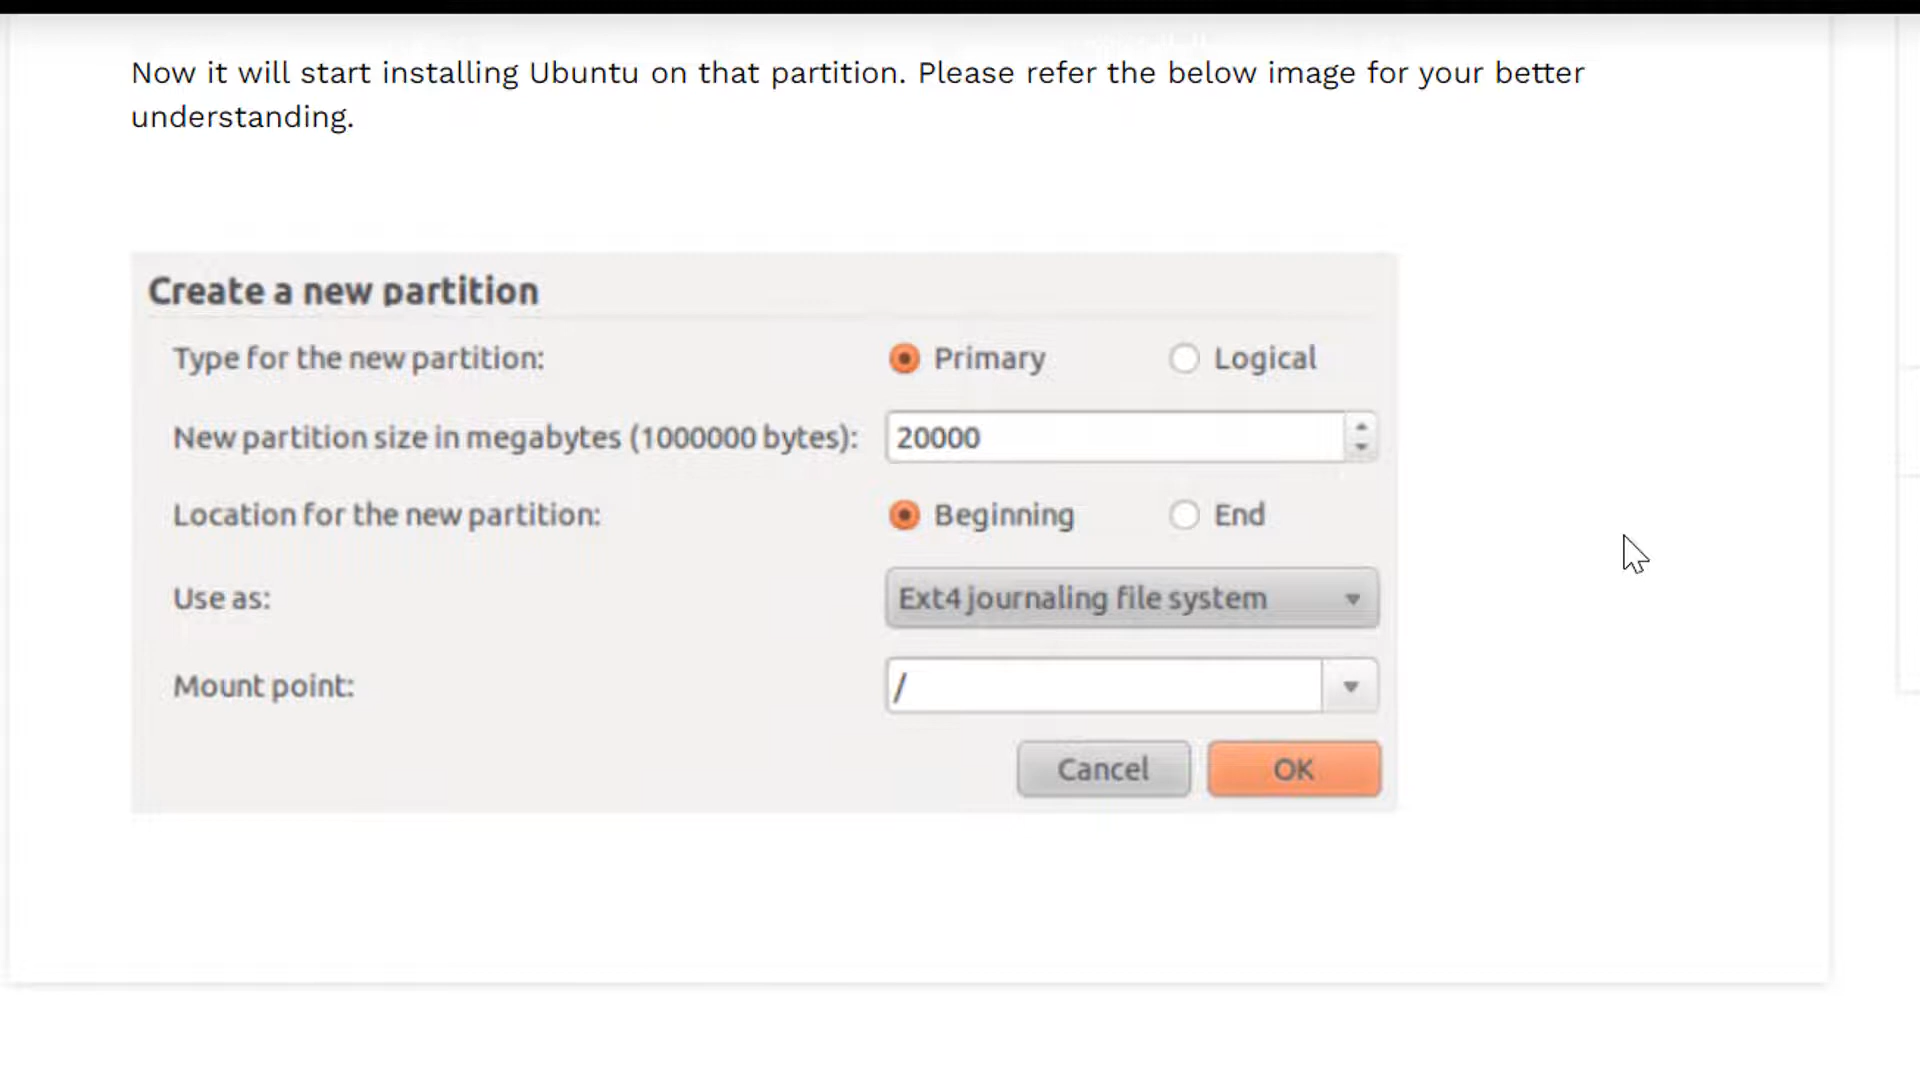 Now it will start installing Ubuntu on that partition. Please refer the below image for your better
understanding.
Create a new partition
Type for the new partition: Primary Logical
New partition size in megabytes (1000000 bytes): 20000
Location for the new partition: Beginning End
Use as: Ext4 journaling file system
Mount point: /
Cancel OK